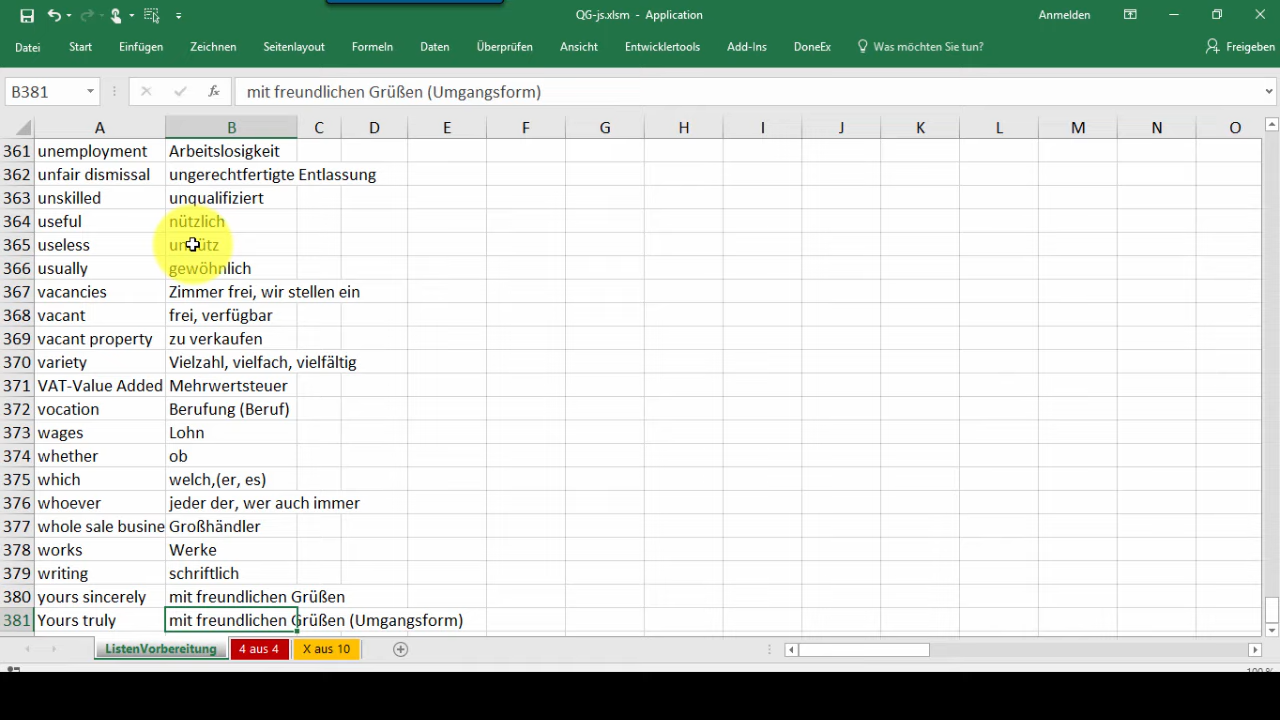 QG-js.xlsm - Application
Anmelden
Datei Start Einfügen Zeichnen Seitenlayout Formeln Daten Überprüfen Ansicht Entwicklertools Add-Ins DoneEx Was möchten Sie tun? Freigeben
B381 fx mit freundlichen Grüßen (Umgangsform)
A B C D E F G H I J K L M N O
361 unemployment Arbeitslosigkeit
362 unfair dismissal ungerechtfertigte Entlassung
363 unskilled unqualifiziert
364 useful nützlich
365 useless
366 usually gewöhnlich
367 vacancies Zimmer frei, wir stellen ein
368 vacant frei, verfügbar
369 vacant property zu verkaufen
370 variety Vielzahl, vielfach, vielfältig
371 VAT-Value Added Mehrwertsteuer
372 vocation Berufung (Beruf)
373 wages Lohn
374 whether ob
375 which welch,(er, es)
376 whoever jeder der, wer auch immer
377 whole sale busine Großhändler
378 works Werke
379 writing schriftlich
380 yours sincerely mit freundlichen Grüßen
381 Yours truly mit freundlichen Grüßen (Umgangsform)
ListenVorbereitung 4 aus 4 X aus 10